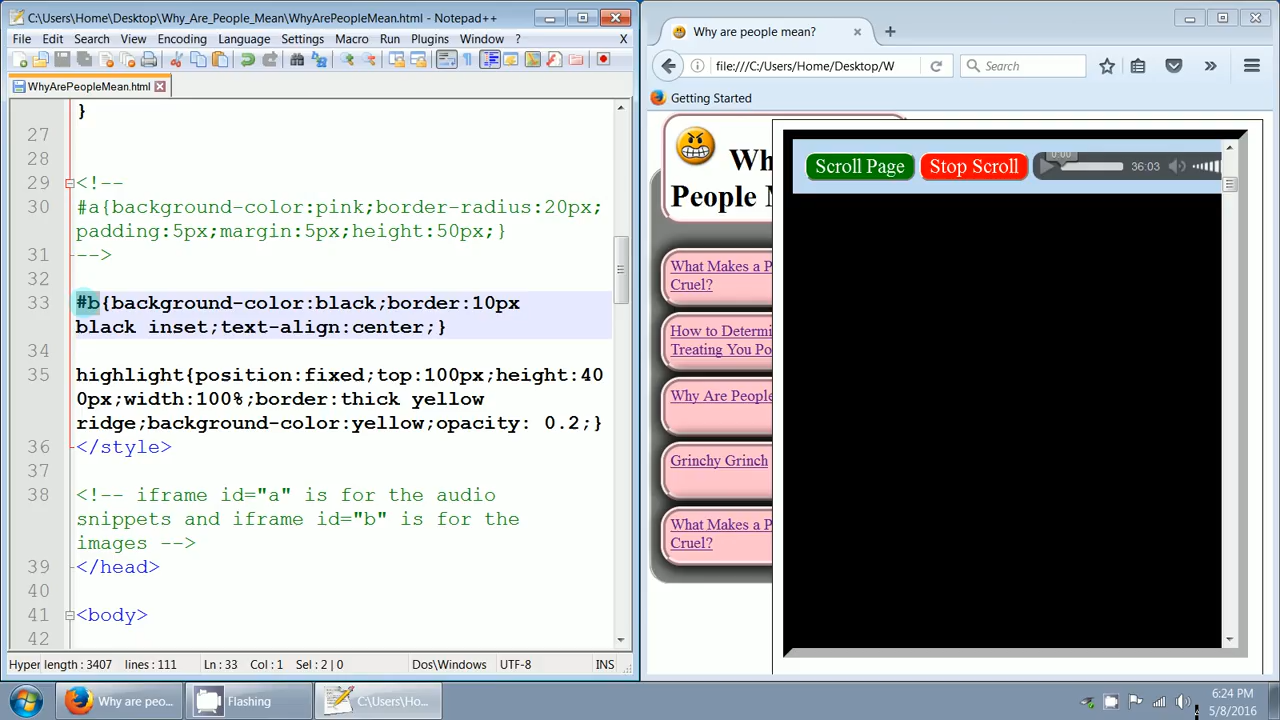 C:\Users\Home\Desktop\Why_Are_People_Mean\WhyArePeopleMean.html - Notepad++
File Edit Search View Encoding Language Settings Macro Run Plugins Window ? X
WhyArePeopleMean.html
}
27
28
29 <!--
30 #a{background-color:pink;border-radius:20px;
padding:5px;margin:5px;height:50px;}
31 -->
32
33 #b{background-color:black;border:10px
black inset;text-align:center;}
34
35 highlight{position:fixed;top:100px;height:40
0px;width:100%;border:thick yellow
ridge;background-color:yellow;opacity: 0.2;}
36 </style>
37
38 <!-- iframe id="a" is for the audio
snippets and iframe id="b" is for the
images -->
39 </head>
40
41 <body>
42
Hyper length : 3407 lines : 111 Ln : 33 Col : 1 Sel : 2 | 0 Dos\Windows UTF-8 INS
Why are people mean?
file:///C:/Users/Home/Desktop/W
Search
Getting Started
Wh
People M
What Makes a P
Cruel?
How to Determi
Treating You Po
Why Are People
Grinchy Grinch
What Makes a P
Cruel?
Scroll Page Stop Scroll 0:00 36:03
Why are peo... Flashing C:\Users\Ho...
6:24 PM
5/8/2016